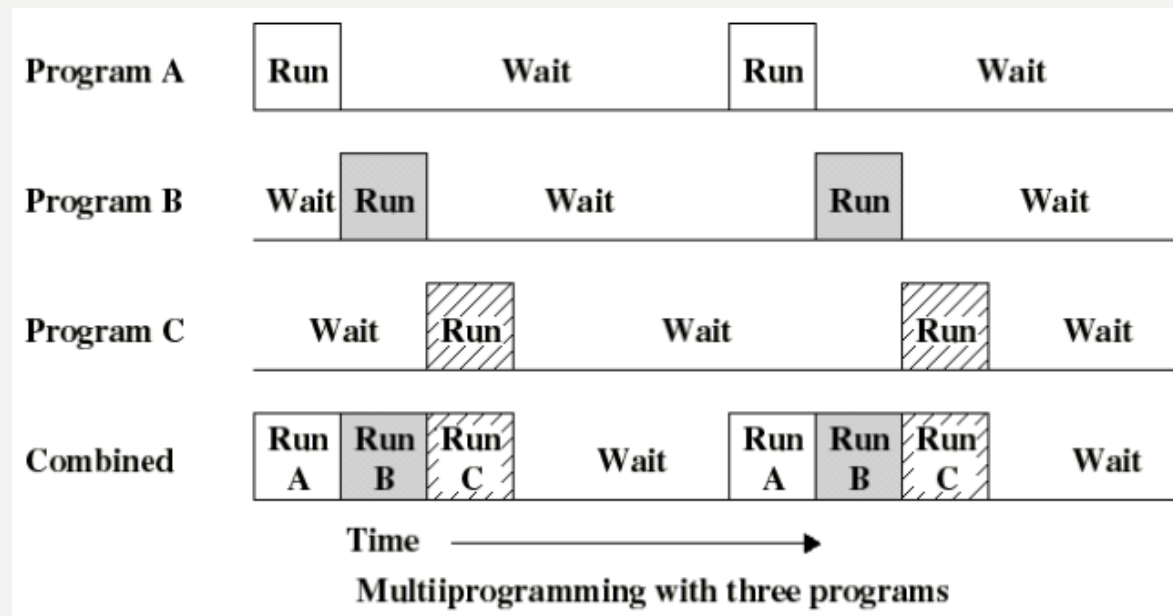 Program A Run Wait Run Wait
Program B Wait Run Wait Run Wait
Program C Wait Run Wait Run Wait
Combined Run A Run B Run C Wait Run A Run B Run C Wait
Time
Multiiprogramming with three programs